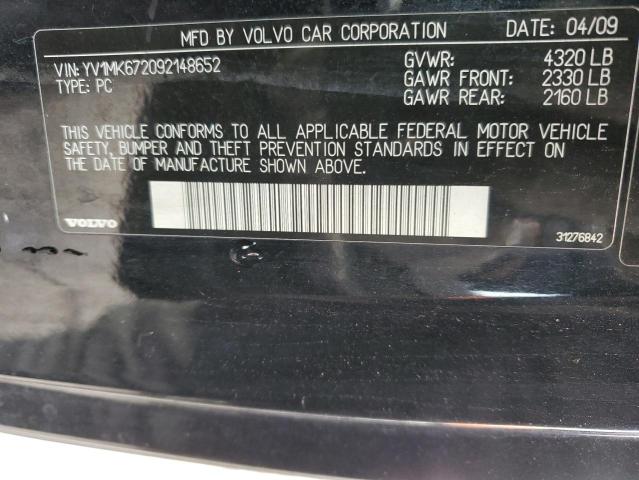 MFD BY VOLVO CAR CORPORATION DATE: 04/09
VIN: YV1MK672092148652 GVWR: 4320 LB
TYPE: PC GAWR FRONT: 2330 LB
GAWR REAR: 2160 LB
THIS VEHICLE CONFORMS TO ALL APPLICABLE FEDERAL MOTOR VEHICLE
SAFETY, BUMPER AND THEFT PREVENTION STANDARDS IN EFFECT ON
THE DATE OF MANUFACTURE SHOWN ABOVE.
VOLVO 31276842